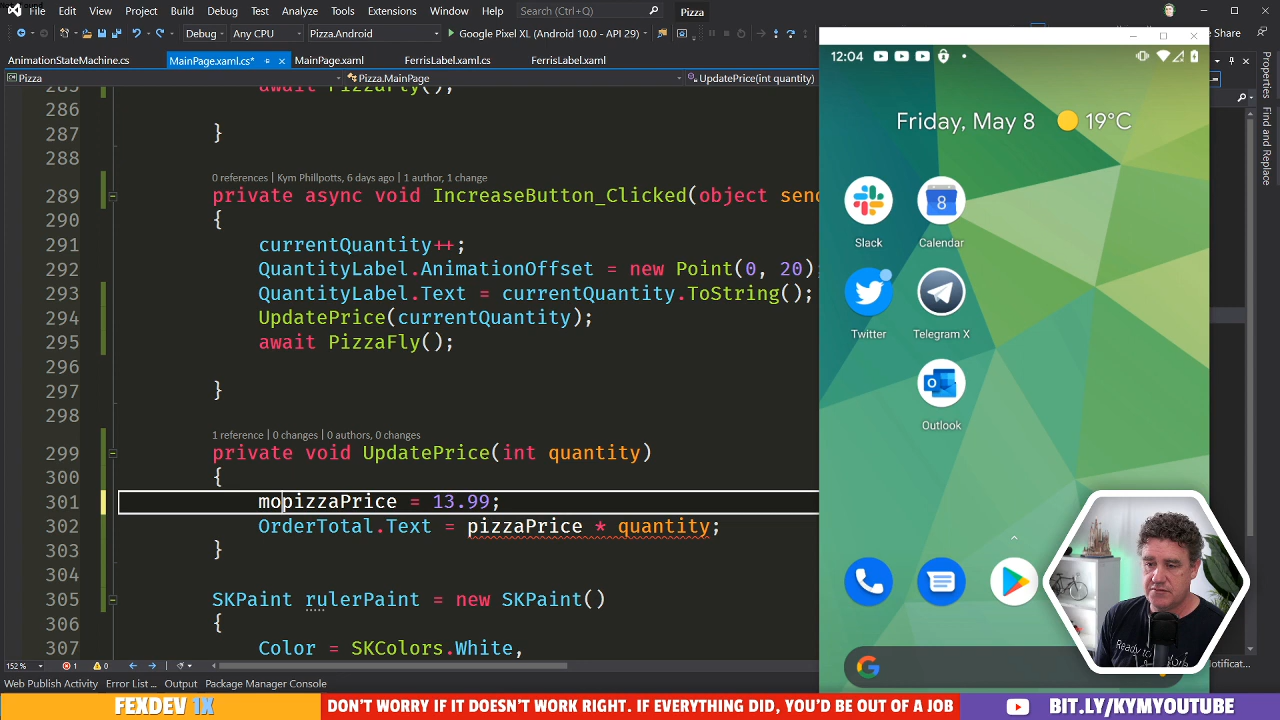 File Edit View Project Build Debug Test Analyze Tools Extensions Window Help Search (Ctrl+Q) Pizza
Debug Any CPU Pizza.Android Google Pixel XL (Android 10.0 - API 29) Share
AnimationStateMachine.cs MainPage.xaml.cs* MainPage.xaml FerrisLabel.xaml.cs FerrisLabel.xaml
Pizza Pizza.MainPage UpdatePrice(int quantity)
285 await PizzaFly();
286
287 }
288
0 references | Kym Phillpotts, 6 days ago | 1 author, 1 change
289 private async void IncreaseButton_Clicked(object send
290 {
291 currentQuantity++;
292 QuantityLabel.AnimationOffset = new Point(0, 20);
293 QuantityLabel.Text = currentQuantity.ToString();
294 UpdatePrice(currentQuantity);
295 await PizzaFly();
296
297 }
298
1 reference | 0 changes | 0 authors, 0 changes
299 private void UpdatePrice(int quantity)
300 {
301 mopizzaPrice = 13.99;
302 OrderTotal.Text = pizzaPrice * quantity;
303 }
304
305 SKPaint rulerPaint = new SKPaint()
306 {
307 Color = SKColors.White,
152 % 1 0
Web Publish Activity Error List ... Output Package Manager Console
Properties
Find and Replace
Notificat...
12:04
Friday, May 8 19°C
8
Slack Calendar
Twitter Telegram X
Outlook
G
Ready to
FEXDEV 1X DON'T WORRY IF IT DOESN'T WORK RIGHT. IF EVERYTHING DID, YOU'D BE OUT OF A JOB BIT.LY/KYMYOUTUBE